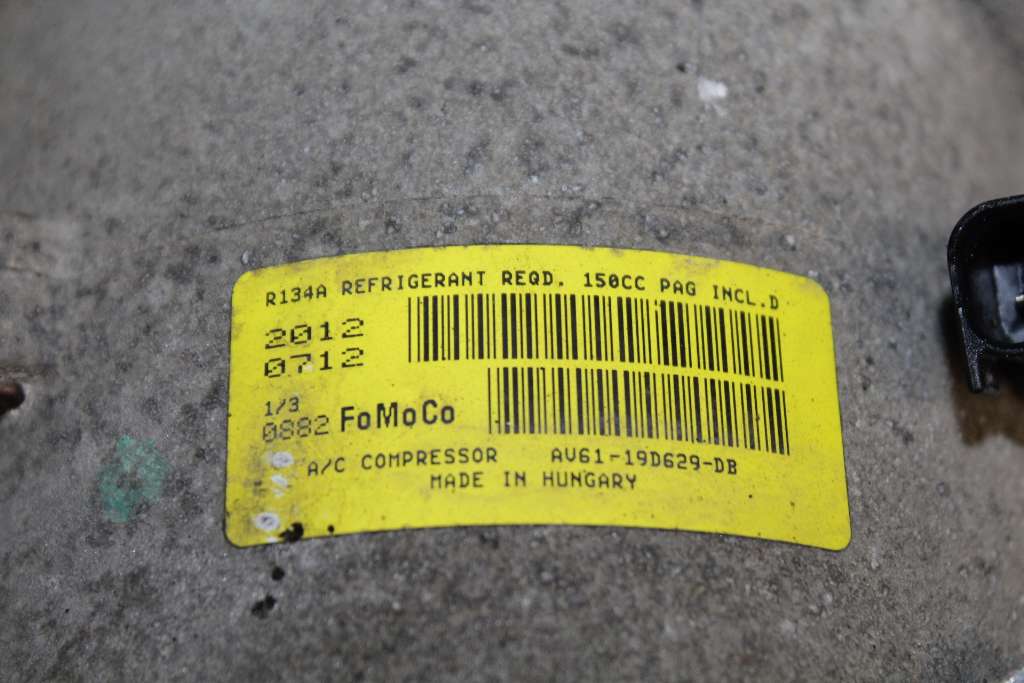 R134A REFRIGERANT REQD. 150CC PAG INCL.D
2012
0712
1/3
0882 FoMoCo
A/C COMPRESSOR AV61-19D629-DB
MADE IN HUNGARY